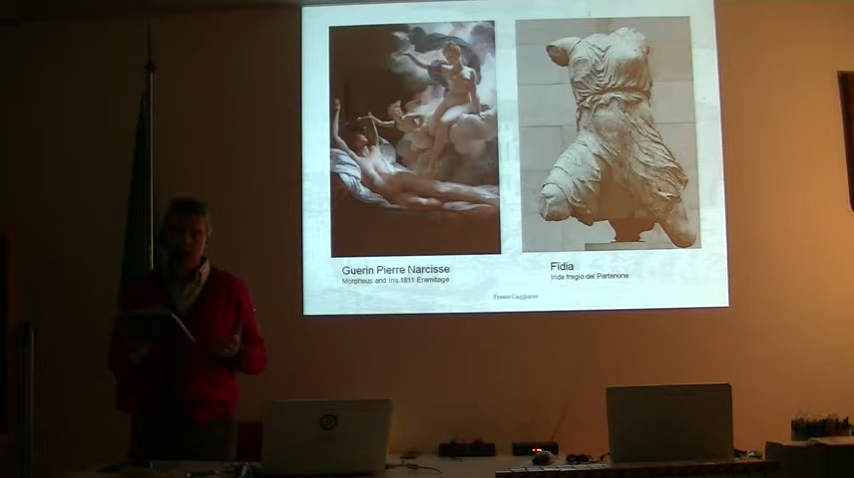 Guerin Pierre Narcisse
Morpheus and Iris 1811 Eremitage
Fidia
Iride fregio del Partenone